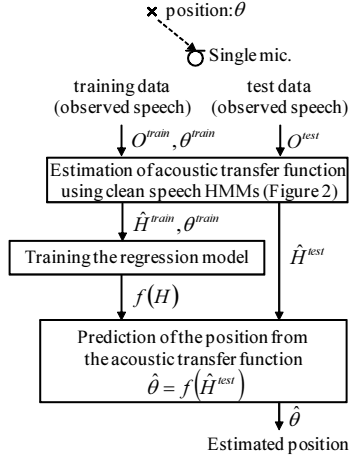 position:θ
Single mic.
training data test data
(observed speech) (observed speech)
O^train, θ^train O^test
Estimation of acoustic transfer function
using clean speech HMMs (Figure 2)
Ĥ^train, θ^train
Training the regression model Ĥ^test
f(H)
Prediction of the position from
the acoustic transfer function
θ̂ = f(Ĥ^test)
θ̂
Estimated position